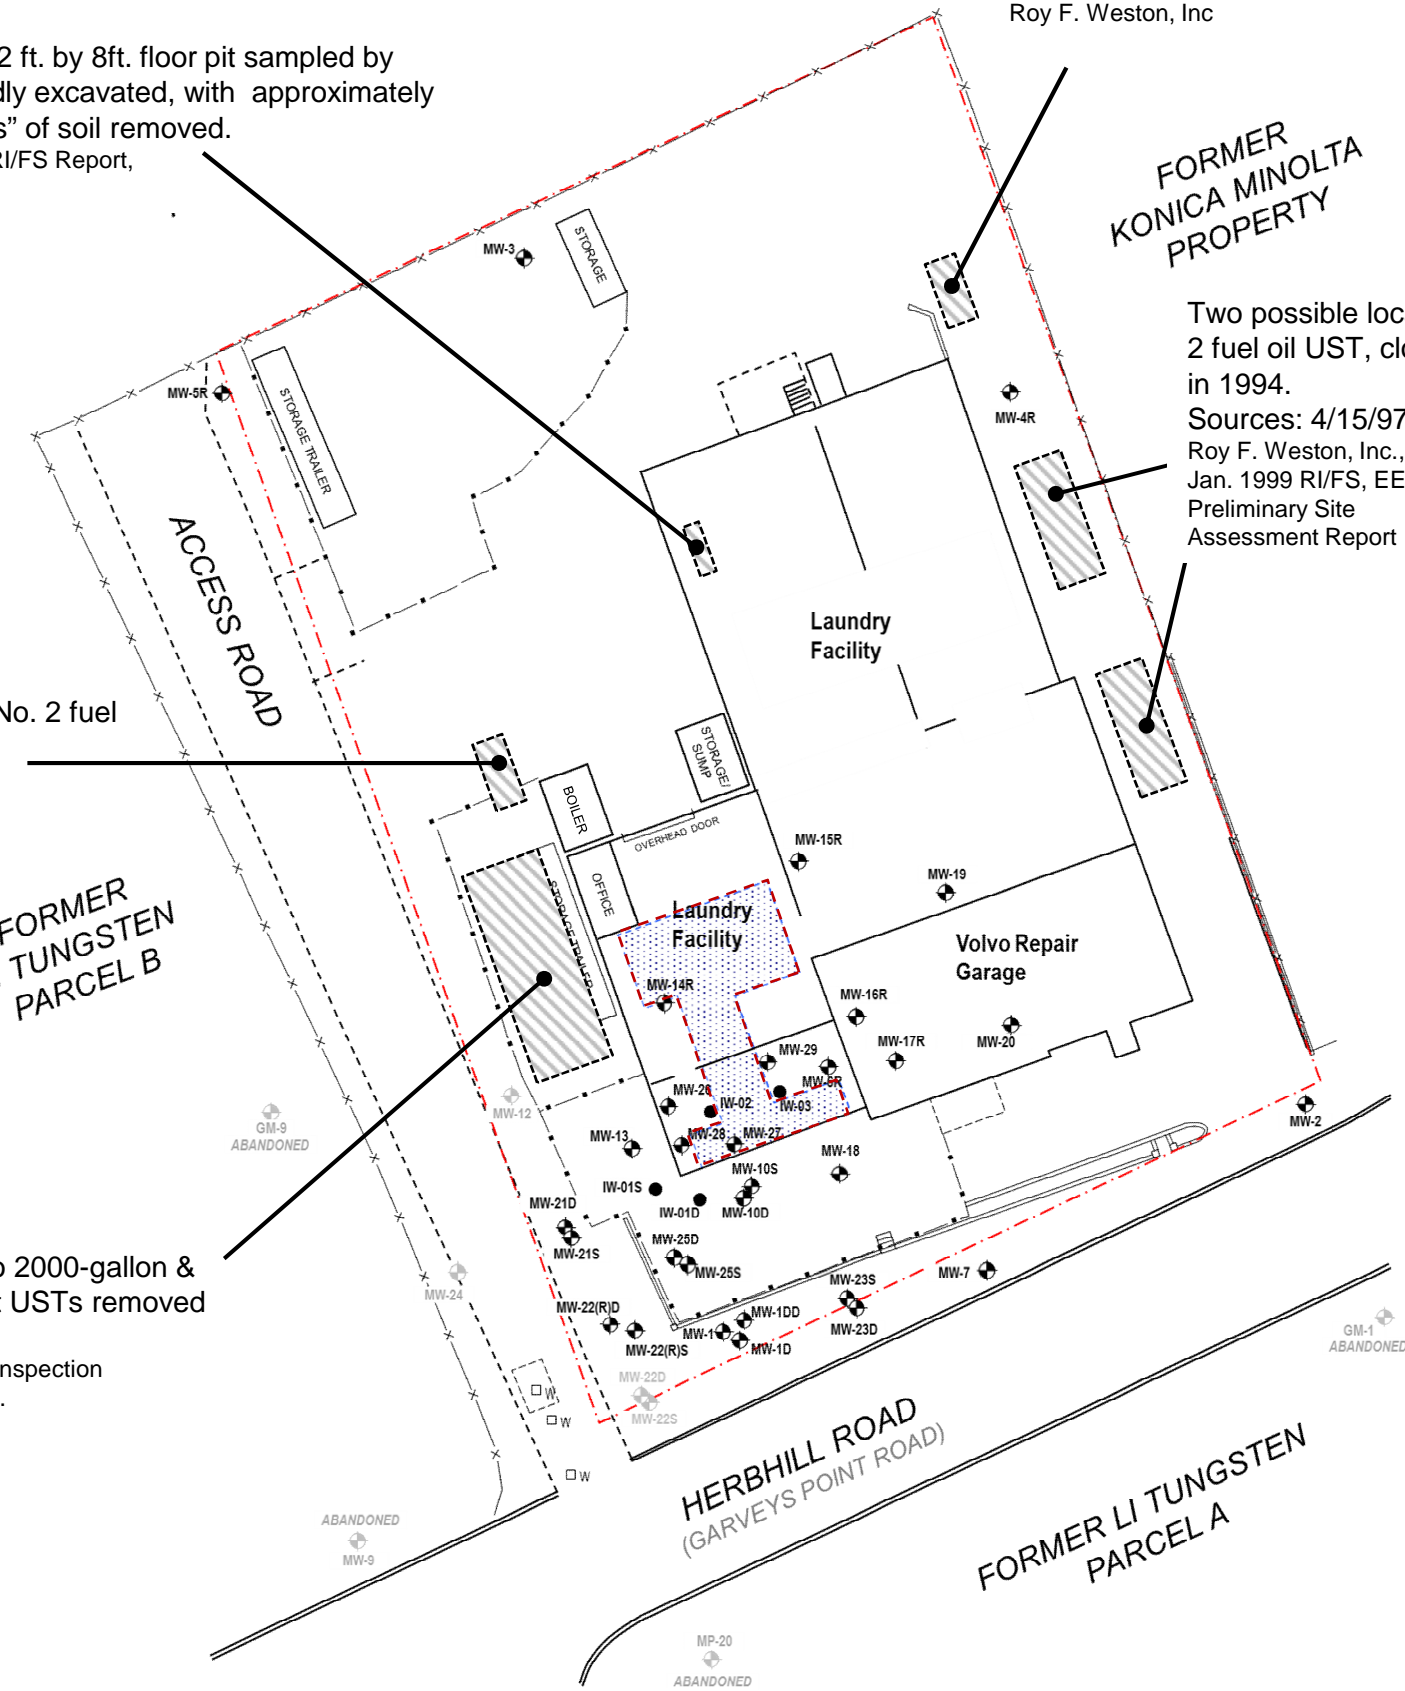 Roy F. Weston, Inc
2 ft. by 8ft. floor pit sampled by
dly excavated, with approximately
s” of soil removed.
RI/FS Report,
FORMER
KONICA MINOLTA
PROPERTY
STORAGE
MW-3
Two possible loc
2 fuel oil UST, clo
in 1994.
Sources: 4/15/97
Roy F. Weston, Inc.,
Jan. 1999 RI/FS, EE
Preliminary Site
Assessment Report
MW-5R
STORAGE TRAILER
MW-4R
ACCESS ROAD
Laundry
Facility
No. 2 fuel
STORAGE/
SUMP
BOILER
OVERHEAD DOOR
MW-15R
MW-19
OFFICE
STORAGE TRAILER
FORMER
TUNGSTEN
PARCEL B
Laundry
Facility
Volvo Repair
Garage
MW-14R
MW-16R
MW-17R
MW-20
MW-29
MW-6R
MW-26
IW-02
IW-03
MW-12
GM-9
ABANDONED
MW-2
MW-13
MW-28
MW-27
MW-18
MW-10S
IW-01S
IW-01D
MW-10D
MW-21D
MW-21S
MW-25D
MW-25S
MW-7
o 2000-gallon &
t USTs removed
nspection
.
MW-24
MW-23S
MW-23D
MW-22(R)D
MW-22(R)S
MW-1
MW-1DD
MW-1D
GM-1
ABANDONED
MW-22D
MW-22S
W
W
W
HERBHILL ROAD
(GARVEYS POINT ROAD)
FORMER LI TUNGSTEN
PARCEL A
ABANDONED
MW-9
MP-20
ABANDONED